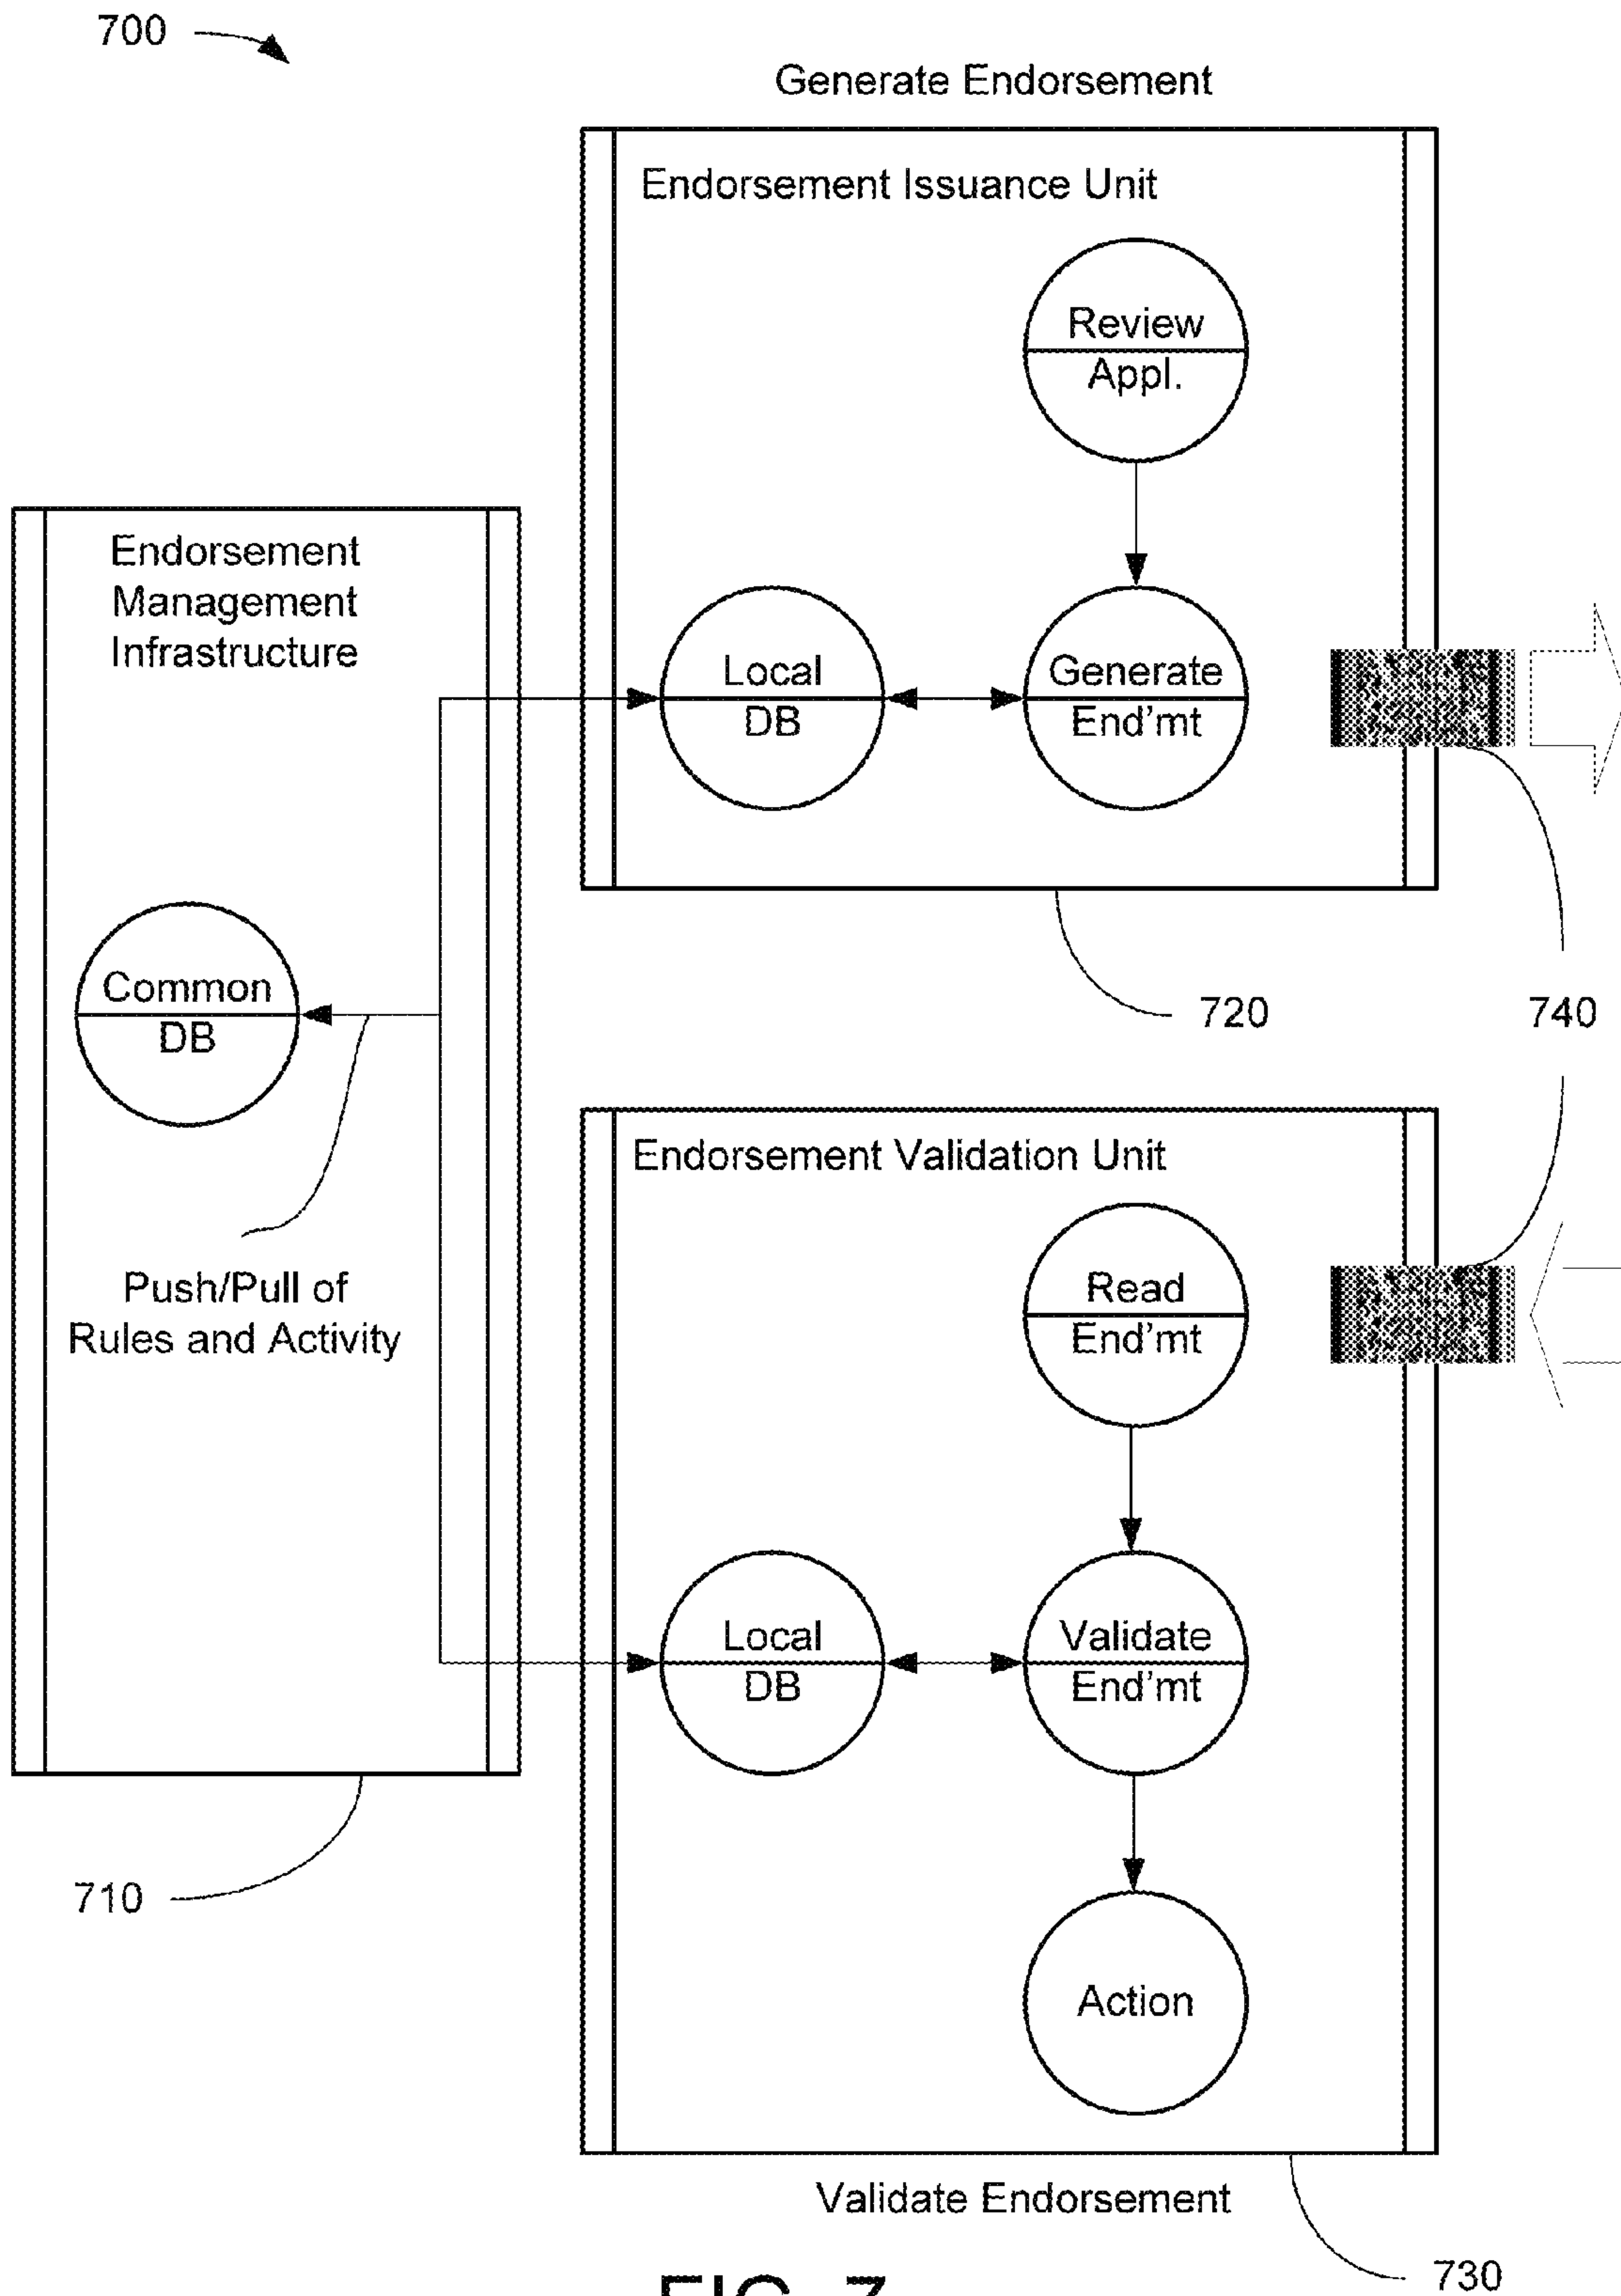 700
Generate Endorsement
Endorsement Issuance Unit
Review
Appl.
Endorsement
Management
Infrastructure
Local
DB
Generate
End'mt
Common
DB
720
740
Push/Pull of
Rules and Activity
Endorsement Validation Unit
Read
End'mt
Local
DB
Validate
End'mt
710
Action
Validate Endorsement
730
FIG. 7